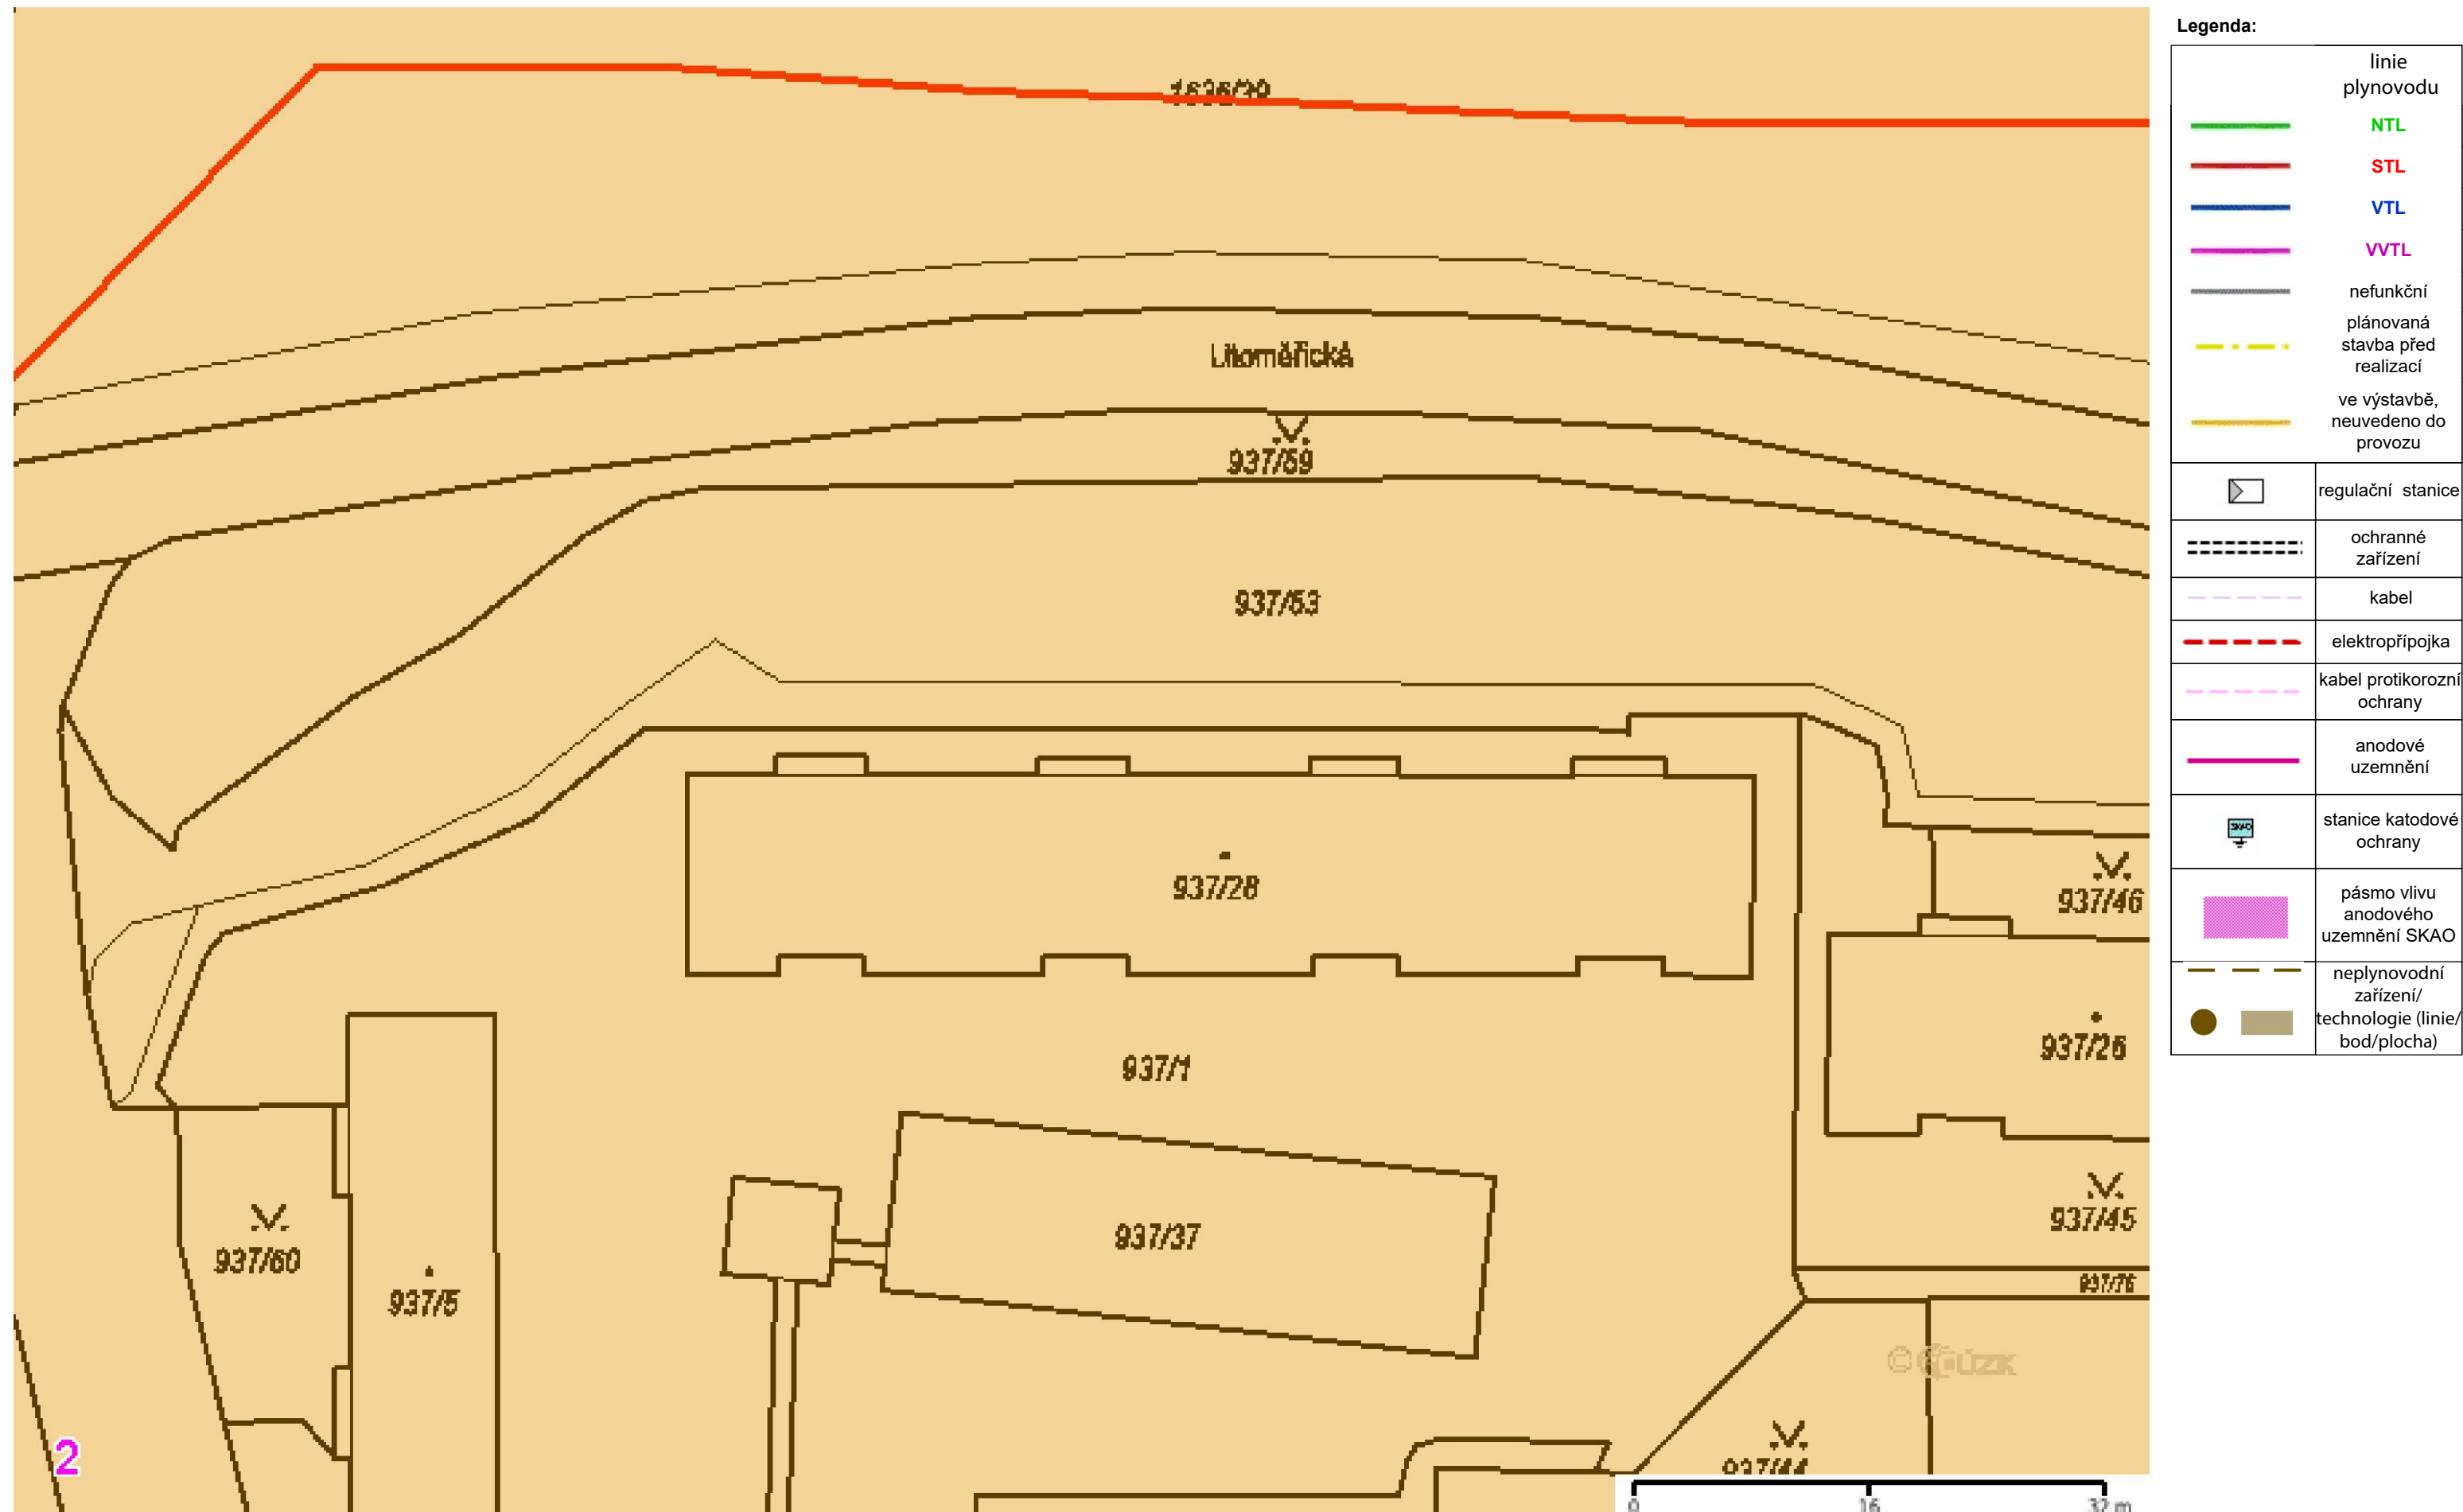 Legenda:
linie
plynovodu
NTL
STL
VTL
VVTL
nefunkční
plánovaná
stavba před
realizací
ve výstavbě,
neuvedeno do
provozu
regulační stanice
ochranné
zařízení
kabel
elektropřípojka
kabel protikorozní
ochrany
anodové
uzemnění
SKAO
stanice katodové
ochrany
pásmo vlivu
anodového
uzemnění SKAO
neplynovodní
zařízení/
technologie (linie/
bod/plocha)
Litoměřická
937/59
937/53
937/28
937/46
937/26
937/1
937/45
937/37
937/60
937/5
937/76
© ČÚZK
2
937/44
0 16 32 m